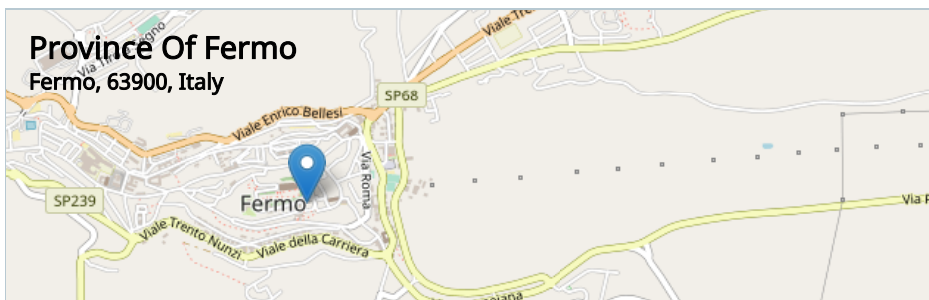 Province Of Fermo
Fermo, 63900, Italy
Viale Enrico Bellesi
SP68
Via Roma
SP239
Fermo
Viale Trento Nunzi
Viale della Carriera